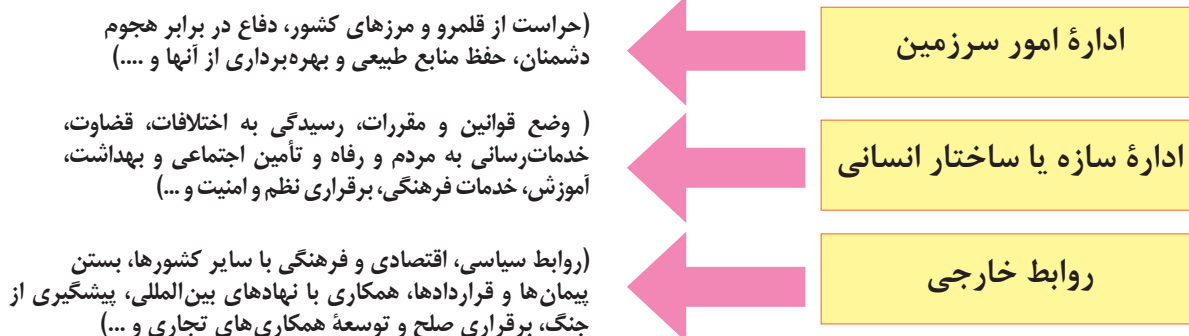 ادارهٔ امور سرزمین
(حراست از قلمرو و مرزهای کشور، دفاع در برابر هجوم
دشمنان، حفظ منابع طبیعی و بهره‌برداری از آنها و ....)
ادارهٔ سازه یا ساختار انسانی
( وضع قوانین و مقررات، رسیدگی به اختلافات، قضاوت،
خدمات‌رسانی به مردم و رفاه و تأمین اجتماعی و بهداشت،
آموزش، خدمات فرهنگی، برقراری نظم و امنیت و ...)
روابط خارجی
(روابط سیاسی، اقتصادی و فرهنگی با سایر کشورها، بستن
پیمان‌ها و قراردادها، همکاری با نهادهای بین‌المللی، پیشگیری از
جنگ، برقراری صلح و توسعهٔ همکاری‌های تجاری و ...)